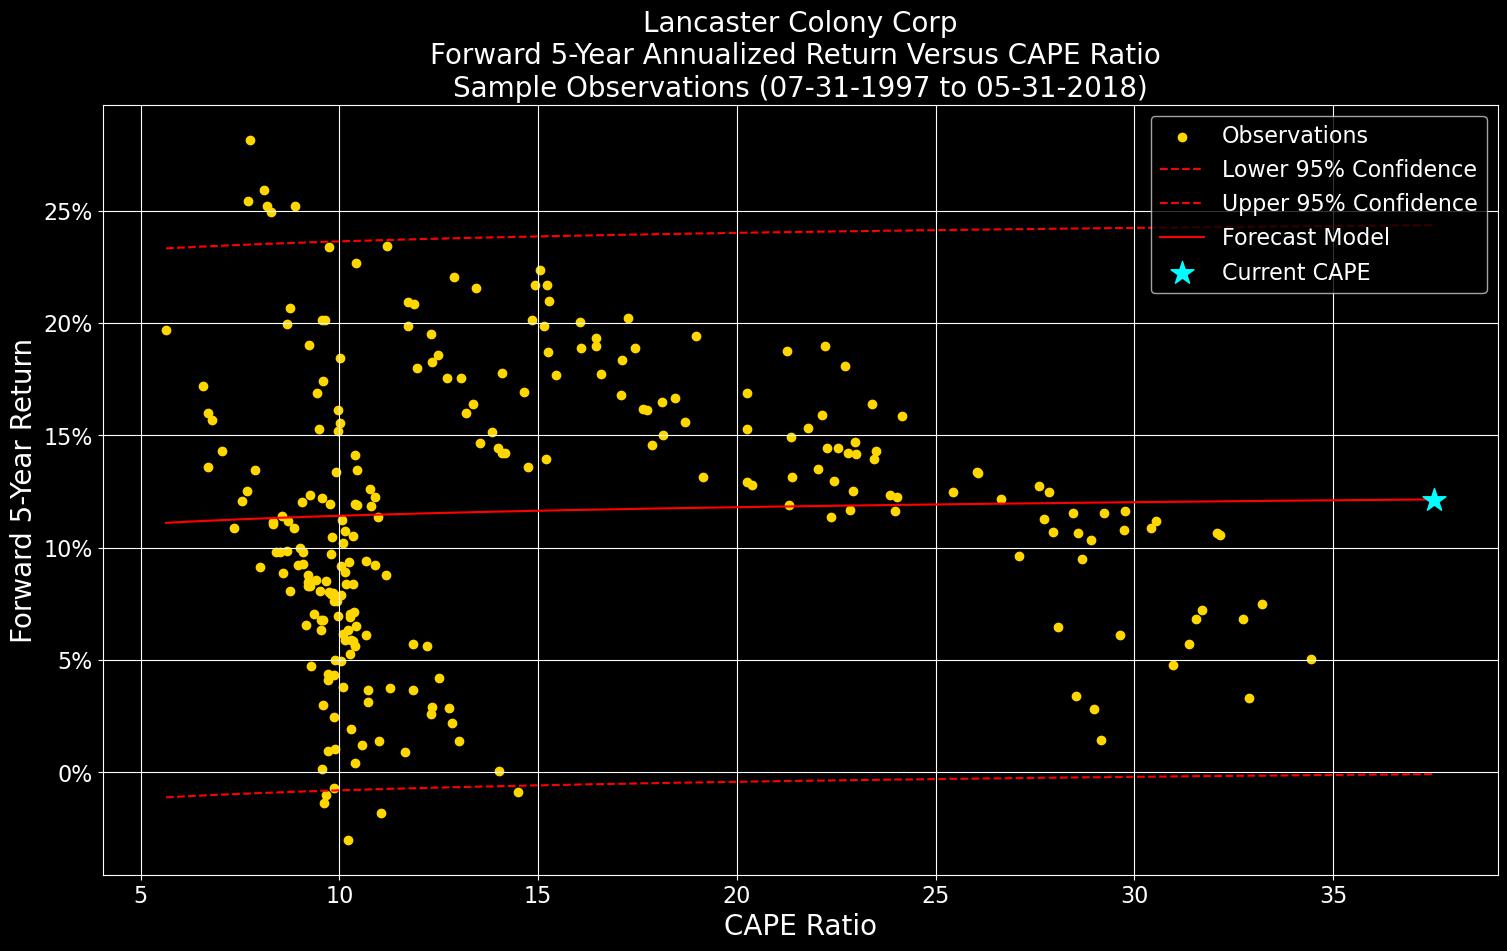 Lancaster Colony Corp
Forward 5-Year Annualized Return Versus CAPE Ratio
Sample Observations (07-31-1997 to 05-31-2018)
Observations
Lower 95% Confidence
Upper 95% Confidence
Forecast Model
Current CAPE
Forward 5-Year Return
25%
20%
15%
10%
5%
0%
5 10 15 20 25 30 35
CAPE Ratio